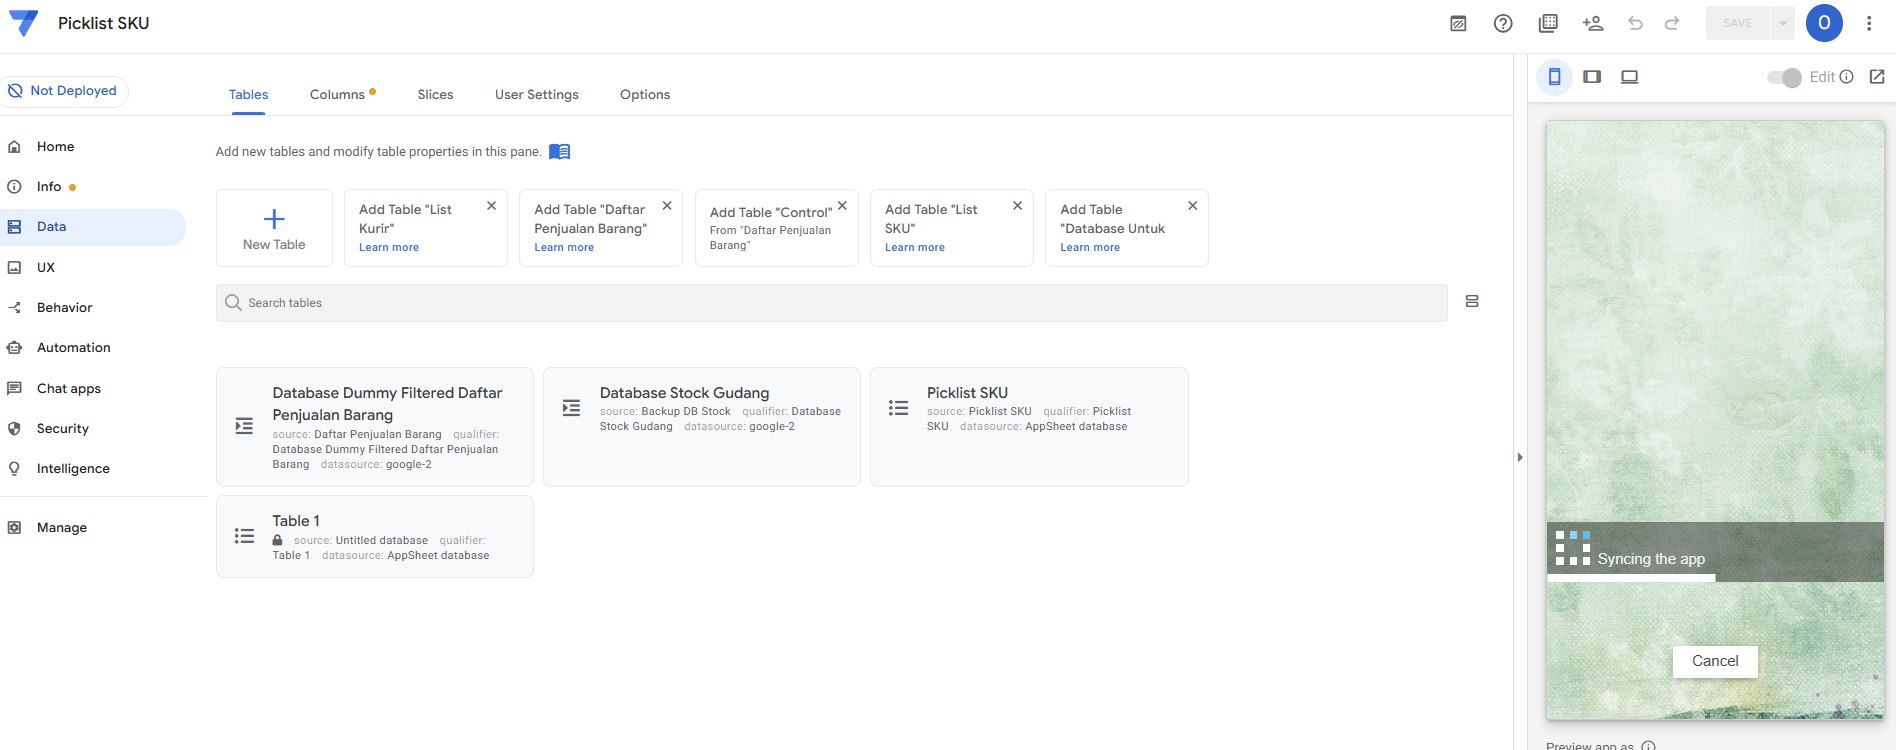 Picklist SKU
SAVE
O
Not Deployed
Tables
Columns
Slices
User Settings
Options
Edit
Home
Info
Data
UX
Behavior
Automation
Chat apps
Security
Intelligence
Manage
Add new tables and modify table properties in this pane.
New Table
Add Table "List
Kurir"
Learn more
Add Table "Daftar
Penjualan Barang"
Learn more
Add Table "Control"
From "Daftar Penjualan
Barang"
Add Table "List
SKU"
Learn more
Add Table
"Database Untuk
Learn more
Search tables
Database Dummy Filtered Daftar
Penjualan Barang
source: Daftar Penjualan Barang qualifier:
Database Dummy Filtered Daftar Penjualan
Barang datasource: google-2
Database Stock Gudang
source: Backup DB Stock qualifier: Database
Stock Gudang datasource: google-2
Picklist SKU
source: Picklist SKU qualifier: Picklist
SKU datasource: AppSheet database
Table 1
source: Untitled database qualifier:
Table 1 datasource: AppSheet database
Syncing the app
Cancel
Preview app as